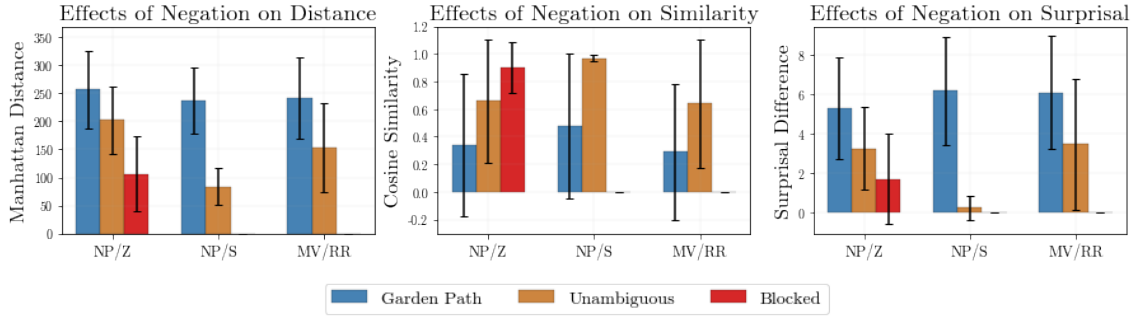 Effects of Negation on Distance
Manhattan Distance
350
300
250
200
150
100
50
0
NP/Z NP/S MV/RR
Effects of Negation on Similarity
Cosine Similarity
1.2
1.0
0.8
0.6
0.4
0.2
0.0
-0.2
NP/Z NP/S MV/RR
Effects of Negation on Surprisal
Surprisal Difference
8
6
4
2
0
NP/Z NP/S MV/RR
Garden Path Unambiguous Blocked